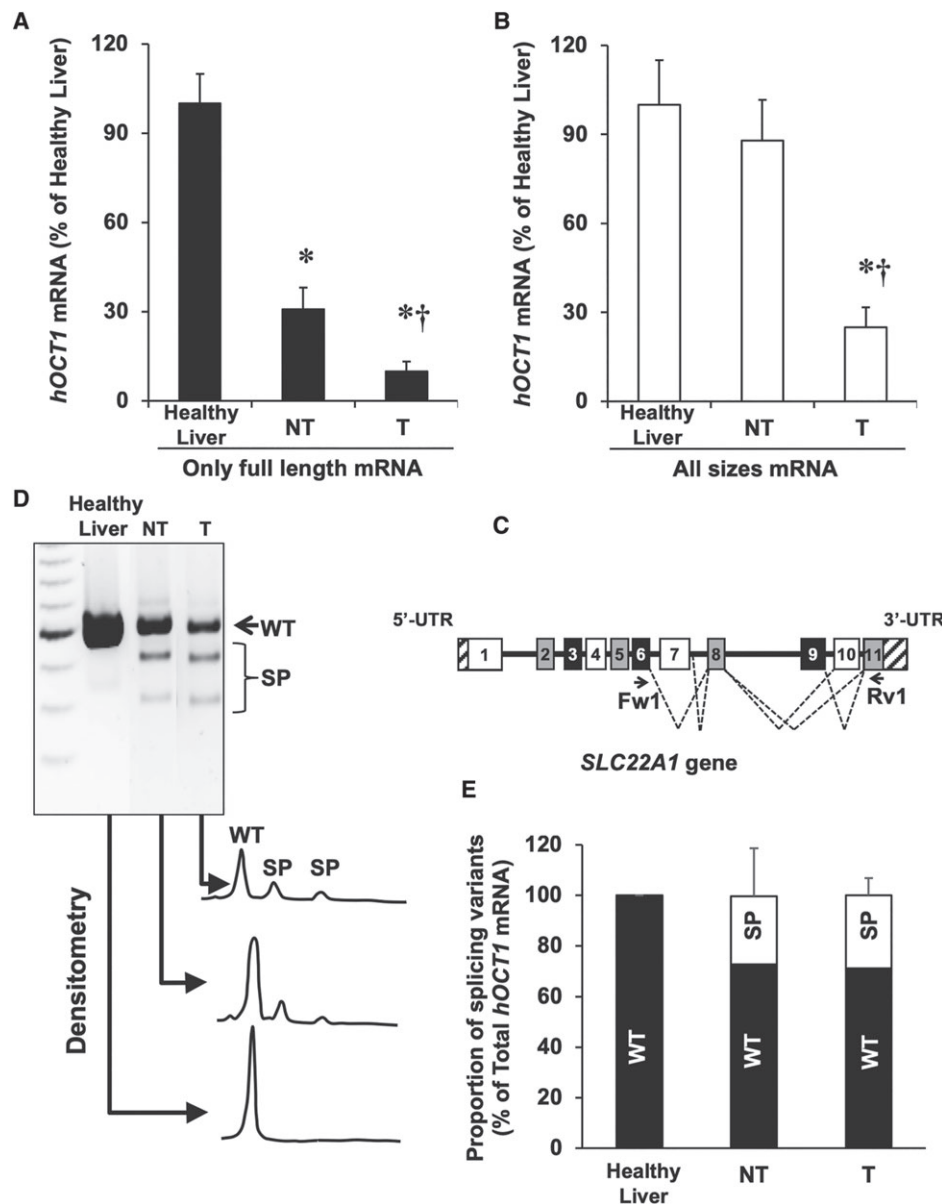 A
hOCT1 mRNA (% of Healthy Liver)
120
90
60
30
0
*
*†
Healthy
Liver
NT
T
Only full length mRNA
B
hOCT1 mRNA (% of Healthy Liver)
120
90
60
30
0
*†
Healthy
Liver
NT
T
All sizes mRNA
D
Healthy
Liver
NT
T
WT
SP
Densitometry
WT
SP
SP
C
5'-UTR
3'-UTR
1 2 3 4 5 6 7 8 9 10 11
Fw1
Rv1
SLC22A1 gene
E
Proportion of splicing variants
(% of Total hOCT1 mRNA)
120
100
80
60
40
20
0
WT
SP
WT
SP
WT
Healthy
Liver
NT
T